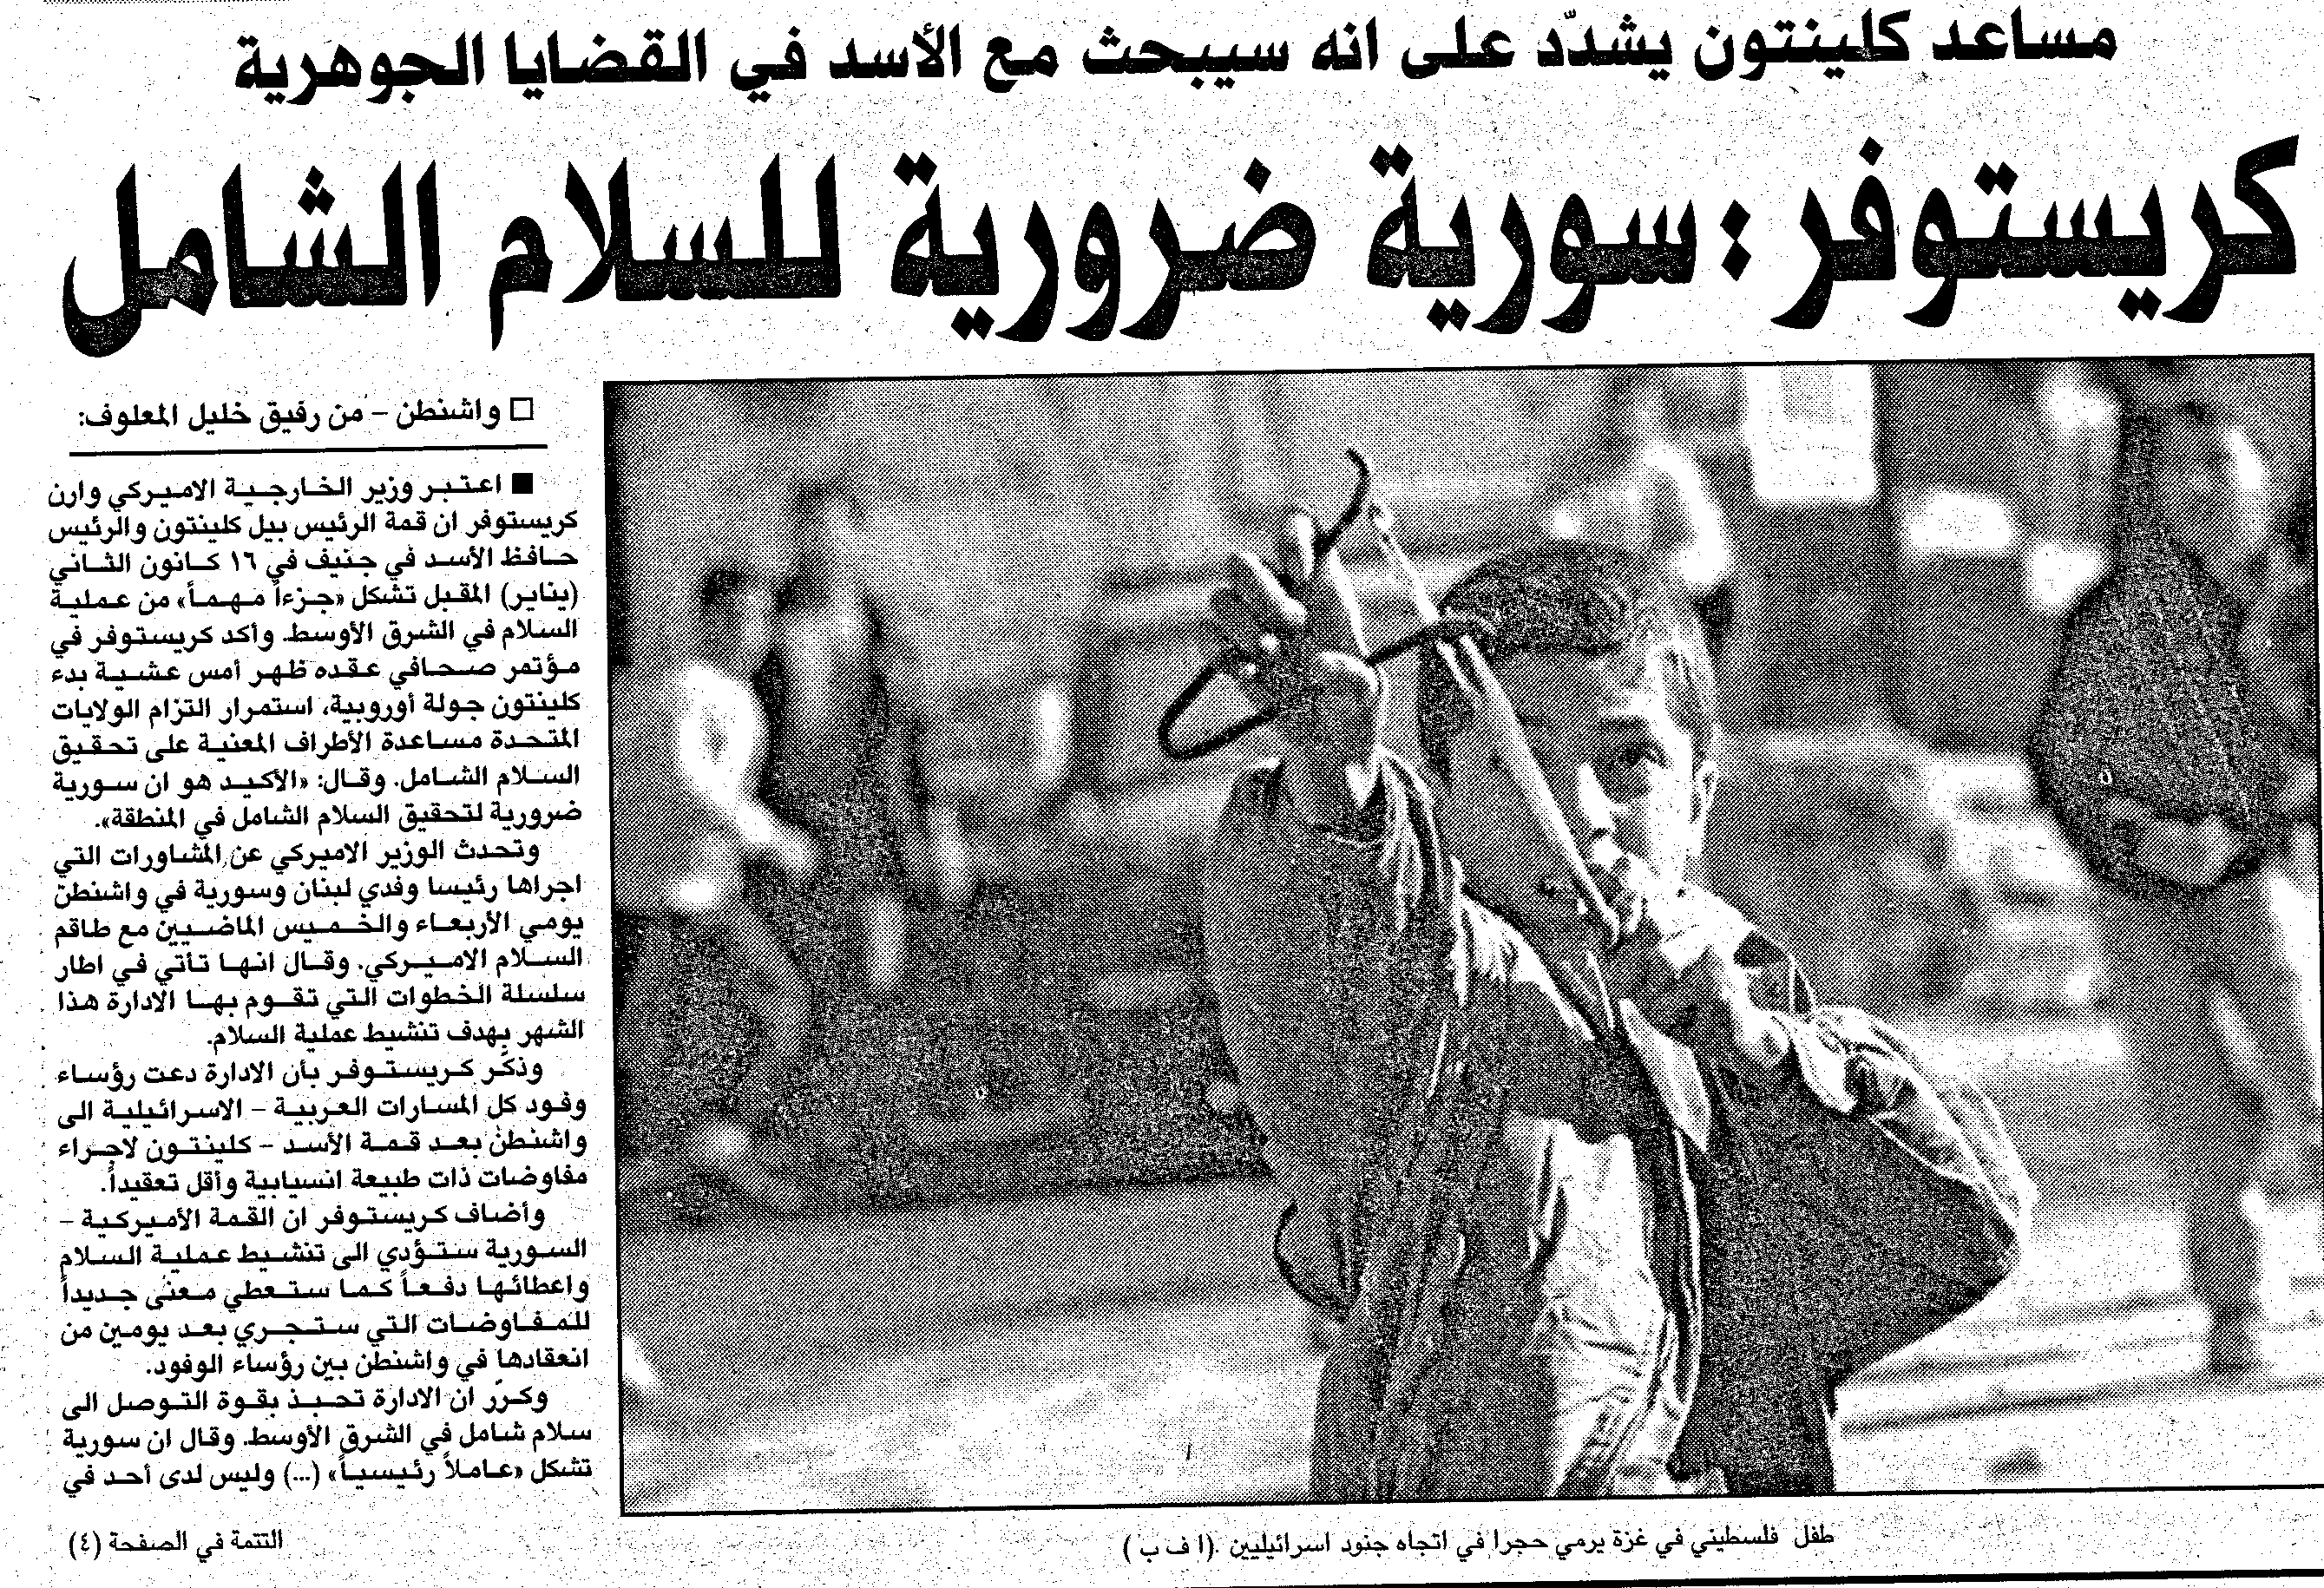 مساعد كلينتون يشدّد على انه سيبحث مع الأسد في القضايا الجوهرية
كريستوفر : سورية ضرورية للسلام الشامل
□ واشنطن – من رفيق خليل المعلوف:
■ اعتبر وزير الخارجية الاميركي وارن
كريستوفر ان قمة الرئيس بيل كلينتون والرئيس
حافظ الأسد في جنيف في ١٦ كانون الثاني
(يناير) المقبل تشكل «جزءاً مهماً» من عملية
السلام في الشرق الأوسط. وأكد كريستوفر في
مؤتمر صحافي عقده ظهر أمس عشية بدء
كلينتون جولة أوروبية، استمرار التزام الولايات
المتحدة مساعدة الأطراف المعنية على تحقيق
السلام الشامل. وقال: «الأكيد هو ان سورية
ضرورية لتحقيق السلام الشامل في المنطقة».
وتحدث الوزير الاميركي عن المشاورات التي
اجراها رئيسا وفدي لبنان وسورية في واشنطن
يومي الأربعاء والخميس الماضيين مع طاقم
السلام الاميركي. وقال انها تأتي في اطار
سلسلة الخطوات التي تقوم بها الادارة هذا
الشهر بهدف تنشيط عملية السلام.
وذكّر كريستوفر بأن الادارة دعت رؤساء
وفود كل المسارات العربية – الاسرائيلية الى
واشنطن بعد قمة الأسد – كلينتون لاجراء
مفاوضات ذات طبيعة انسيابية وأقل تعقيداً.
وأضاف كريستوفر ان القمة الأميركية –
السورية ستؤدي الى تنشيط عملية السلام
واعطائها دفعاً كما ستعطي معنى جديداً
للمفاوضات التي ستجري بعد يومين من
انعقادها في واشنطن بين رؤساء الوفود.
وكرّر ان الادارة تحبذ بقوة التوصل الى
سلام شامل في الشرق الأوسط. وقال ان سورية
تشكل «عاملاً رئيسياً» (...) وليس لدى أحد في
التتمة في الصفحة (٤)
طفل فلسطيني في غزة يرمي حجرا في اتجاه جنود اسرائيليين .(ا ف ب )